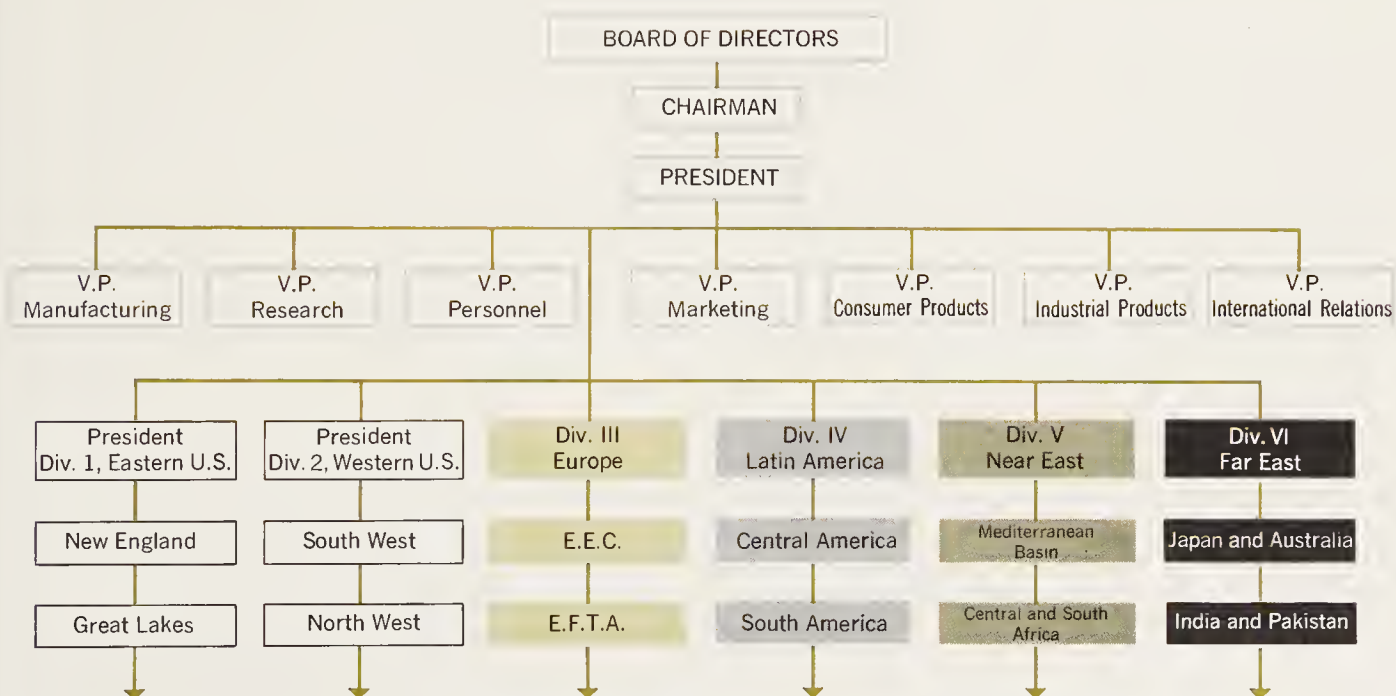 BOARD OF DIRECTORS
CHAIRMAN
PRESIDENT
V.P.
Manufacturing
V.P.
Research
V.P.
Personnel
V.P.
Marketing
V.P.
Consumer Products
V.P.
Industrial Products
V.P.
International Relations
President
Div. 1, Eastern U.S.
President
Div. 2, Western U.S.
Div. III
Europe
Div. IV
Latin America
Div. V
Near East
Div. VI
Far East
New England
South West
E.E.C.
Central America
Mediterranean
Basin
Japan and Australia
Great Lakes
North West
E.F.T.A.
South America
Central and South
Africa
India and Pakistan